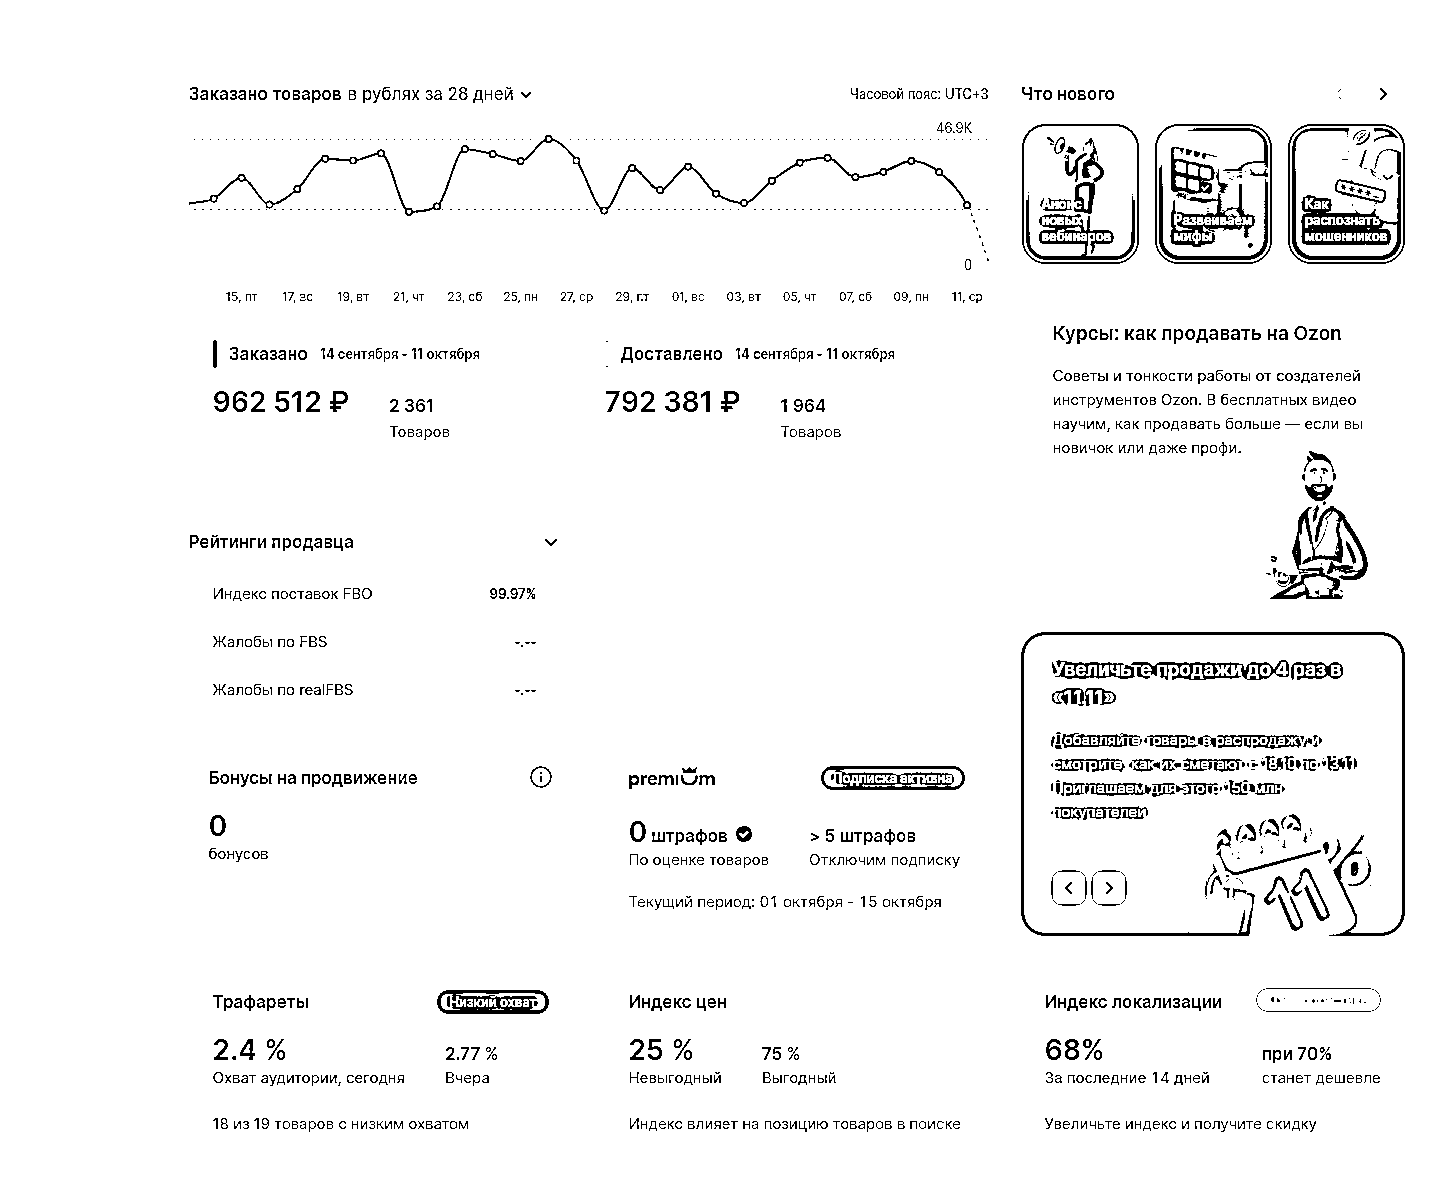 Заказано товаров в рублях за 28 дней
Часовой пояс: UTC+3
46.9K
0
15, пт 17, вс 19, вт 21, чт 23, сб 25, пн 27, ср 29, пт 01, вс 03, вт 05, чт 07, сб 09, пн 11, ср
Заказано 14 сентября - 11 октября
962 512 ₽ 2 361
Товаров
Доставлено 14 сентября - 11 октября
792 381 ₽ 1 964
Товаров
Что нового
Анонс
новых
вебинаров
Развеиваем
мифы
Как
распознать
мошенников
Курсы: как продавать на Ozon
Советы и тонкости работы от создателей
инструментов Ozon. В бесплатных видео
научим, как продавать больше — если вы
новичок или даже профи.
Рейтинги продавца
Индекс поставок FBO 99.97%
Жалобы по FBS -.--
Жалобы по realFBS -.--
Увеличьте продажи до 4 раз в
«11.11»
Добавляйте товары в распродажу и
смотрите, как их сметают с 18.10 по 13.11
Приглашаем для этого 150 млн
покупателей
11
%
Бонусы на продвижение
0
бонусов
premium Подписка активна
0 штрафов > 5 штрафов
По оценке товаров Отключим подписку
Текущий период: 01 октября - 15 октября
Трафареты Низкий охват
2.4 % 2.77 %
Охват аудитории, сегодня Вчера
18 из 19 товаров с низким охватом
Индекс цен
25 % 75 %
Невыгодный Выгодный
Индекс влияет на позицию товаров в поиске
Индекс локализации
68% при 70%
За последние 14 дней станет дешевле
Увеличьте индекс и получите скидку